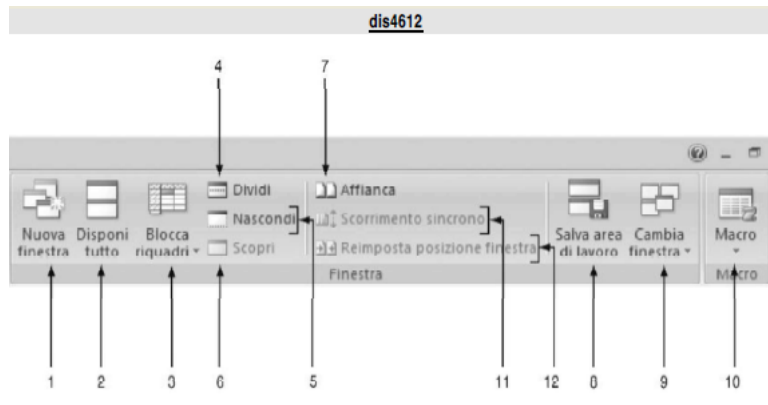 dis4612
4 7
Dividi Affianca
Nascondi Scorrimento sincrono
Nuova finestra
Disponi tutto
Blocca riquadri
Scopri Reimposta posizione finestra
Salva area di lavoro
Cambia finestra
Macro
Finestra Macro
1 2 3 6 5 11 12 8 9 10